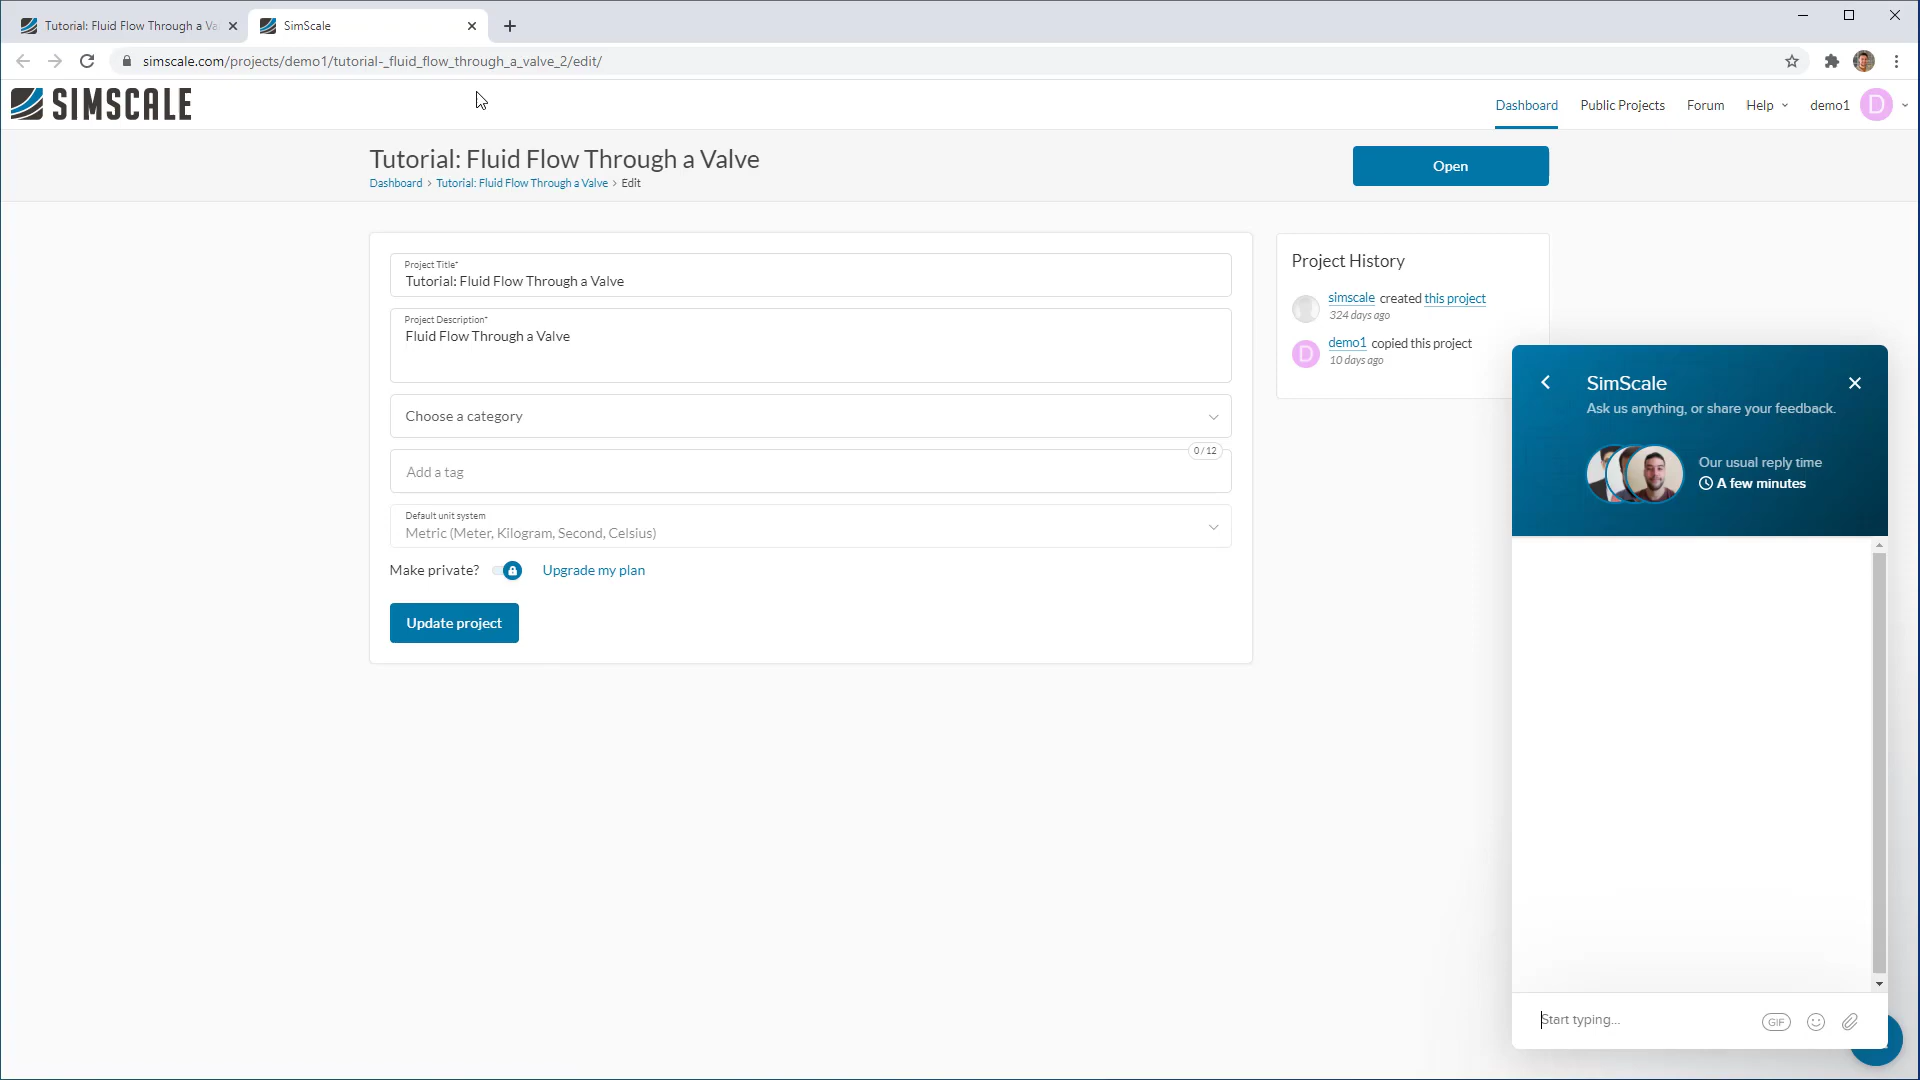 Tutorial: Fluid Flow Through a Va
SimScale
simscale.com/projects/demo1/tutorial-_fluid_flow_through_a_valve_2/edit/
SIMSCALE
Dashboard
Public Projects
Forum
Help
demo1
D
Tutorial: Fluid Flow Through a Valve
Dashboard › Tutorial: Fluid Flow Through a Valve › Edit
Open
Project Title*
Tutorial: Fluid Flow Through a Valve
Project Description*
Fluid Flow Through a Valve
Choose a category
0 / 12
Add a tag
Default unit system
Metric (Meter, Kilogram, Second, Celsius)
Make private?
Upgrade my plan
Update project
Project History
simscale created this project
324 days ago
D
demo1 copied this project
10 days ago
SimScale
Ask us anything, or share your feedback.
Our usual reply time
A few minutes
Start typing...
GIF